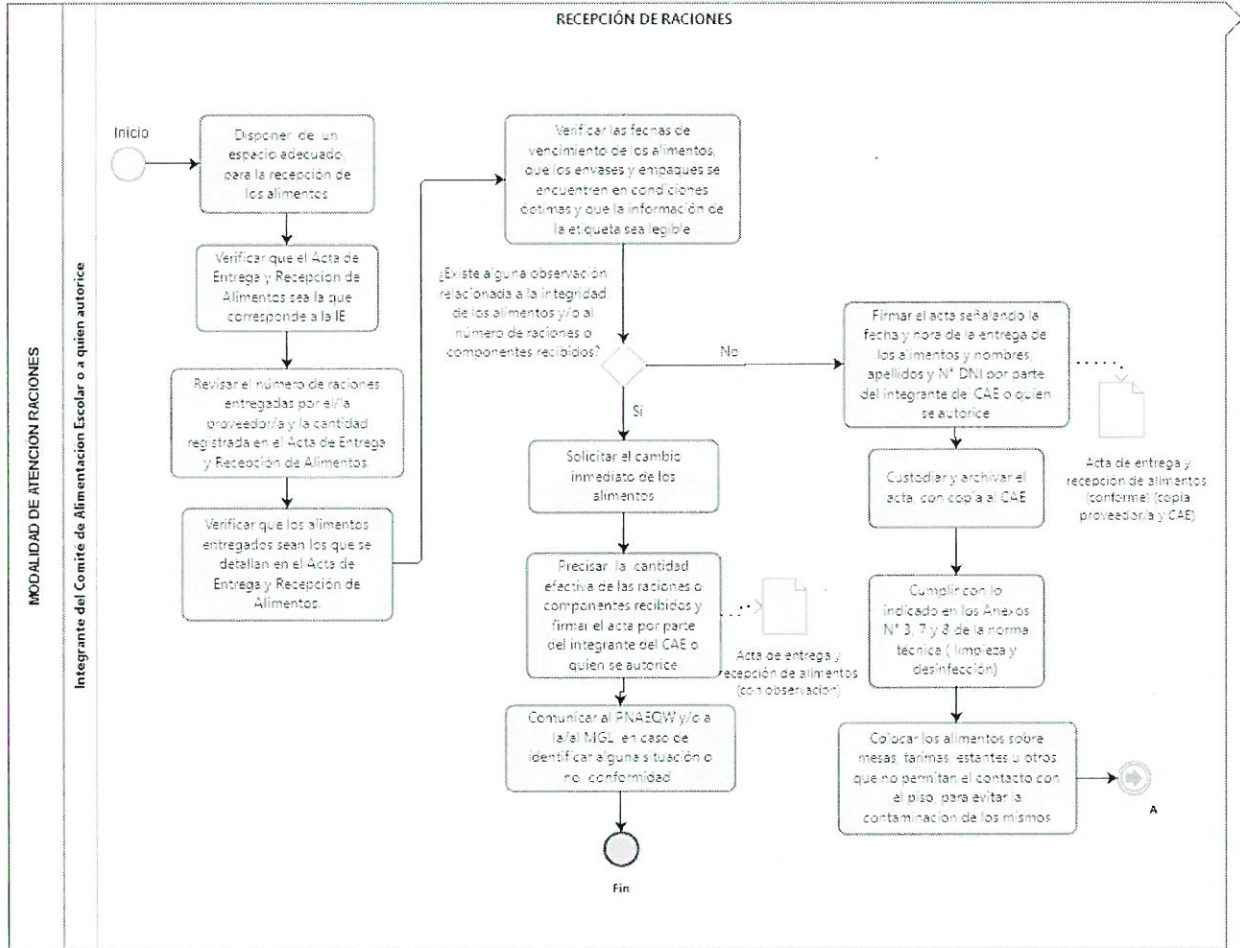 RECEPCIÓN DE RACIONES
MODALIDAD DE ATENCIÓN RACIONES
Integrante del Comité de Alimentación Escolar o a quien autorice
Inicio
Disponer de un
espacio adecuado,
para la recepción de
los alimentos
Verificar que el Acta de
Entrega y Recepción de
Alimentos sea la que
corresponde a la IE
Revisar el número de raciones
entregadas por el/la
proveedor/a y la cantidad
registrada en el Acta de Entrega
y Recepción de Alimentos.
Verificar que los alimentos
entregados sean los que se
detallan en el Acta de
Entrega y Recepción de
Alimentos.
Verificar las fechas de
vencimiento de los alimentos,
que los envases y empaques se
encuentren en condiciones
óptimas y que la información de
la etiqueta sea legible
¿Existe alguna observación
relacionada a la integridad
de los alimentos y/o al
número de raciones o
componentes recibidos?
No
Si
Solicitar el cambio
inmediato de los
alimentos
Precisar la cantidad
efectiva de las raciones o
componentes recibidos y
firmar el acta por parte
del integrante del CAE o
quien se autorice
Acta de entrega y
recepción de alimentos
(con observación)
Comunicar al PNAEQW y/o a
la/al MGL en caso de
identificar alguna situación o
no conformidad
Fin
Firmar el acta señalando la
fecha y hora de la entrega de
los alimentos y nombres,
apellidos y N° DNI por parte
del integrante del CAE o quien
se autorice
Acta de entrega y
recepción de alimentos
(conforme) (copia
proveedor/a y CAE)
Custodiar y archivar el
acta, con copia al CAE
Cumplir con lo
indicado en los Anexos
N° 3, 7 y 8 de la norma
técnica ( limpieza y
desinfección)
Colocar los alimentos sobre
mesas, tarimas, estantes u otros
que no permitan el contacto con
el piso, para evitar la
contaminación de los mismos
A